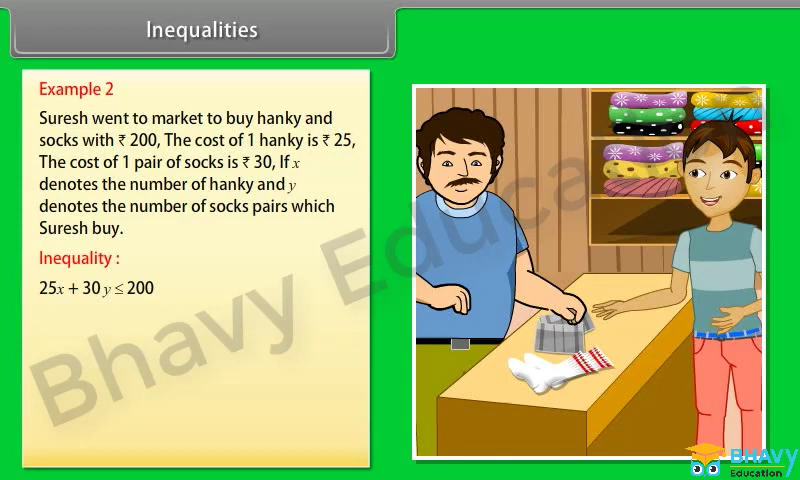 Inequalities
Example 2
Suresh went to market to buy hanky and
socks with ₹ 200, The cost of 1 hanky is ₹ 25,
The cost of 1 pair of socks is ₹ 30, If x
denotes the number of hanky and y
denotes the number of socks pairs which
Suresh buy.
Inequality :
25x + 30 y ≤ 200
Bhavy Educa
BHAVY
Education